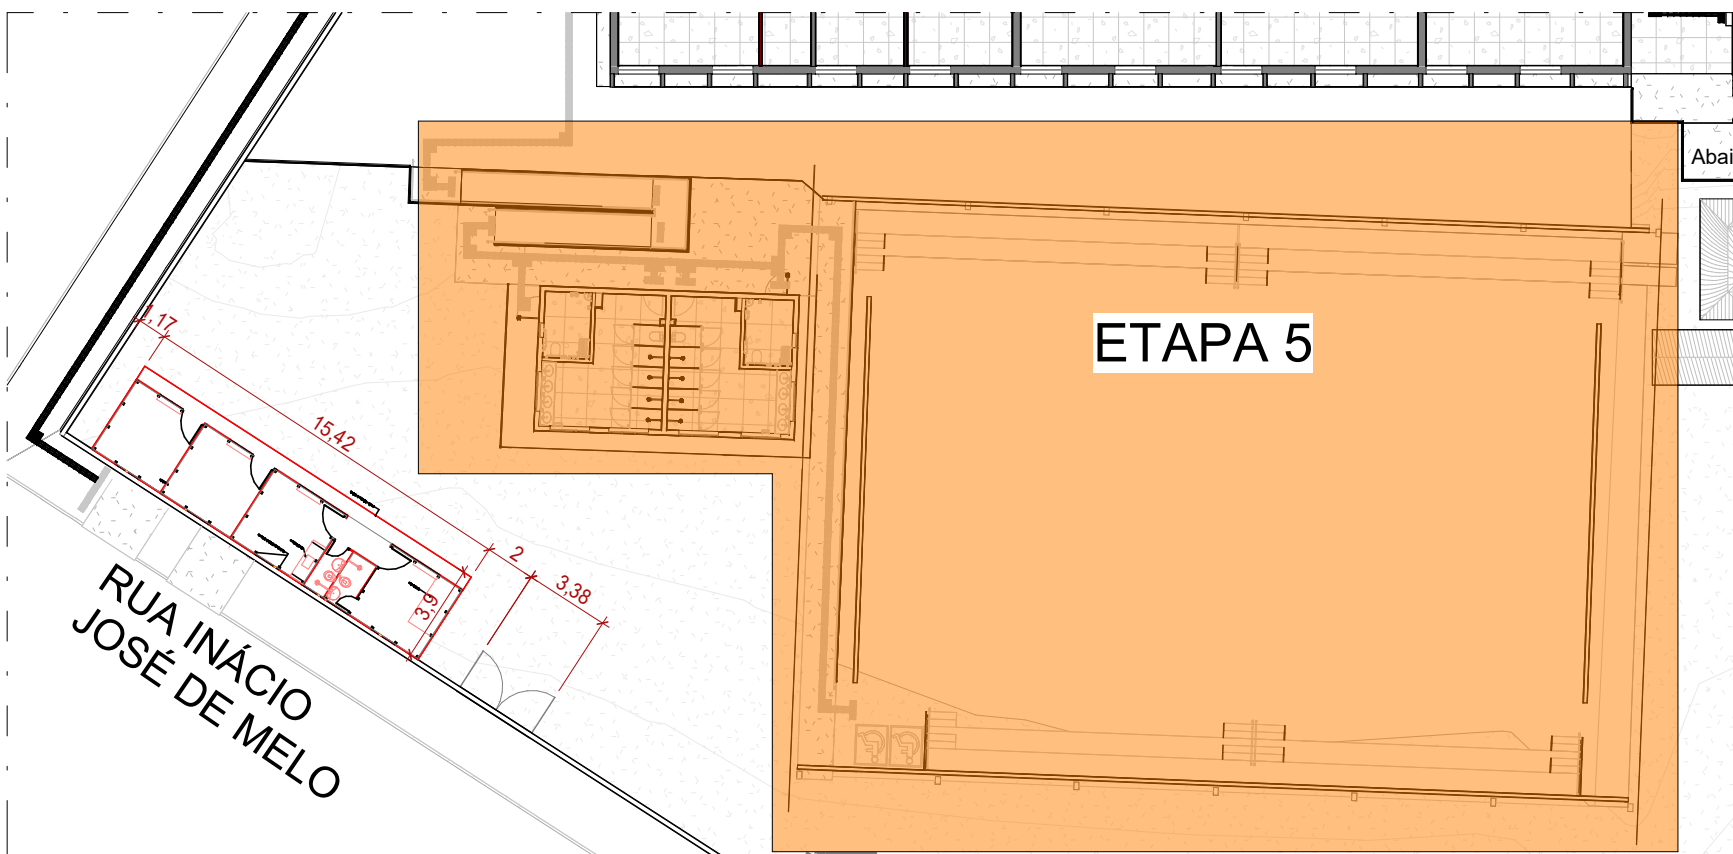 Abai
1,17
ETAPA 5
15,42
2
3,38
3,9
RUA INÁCIO
JOSÉ DE MELO